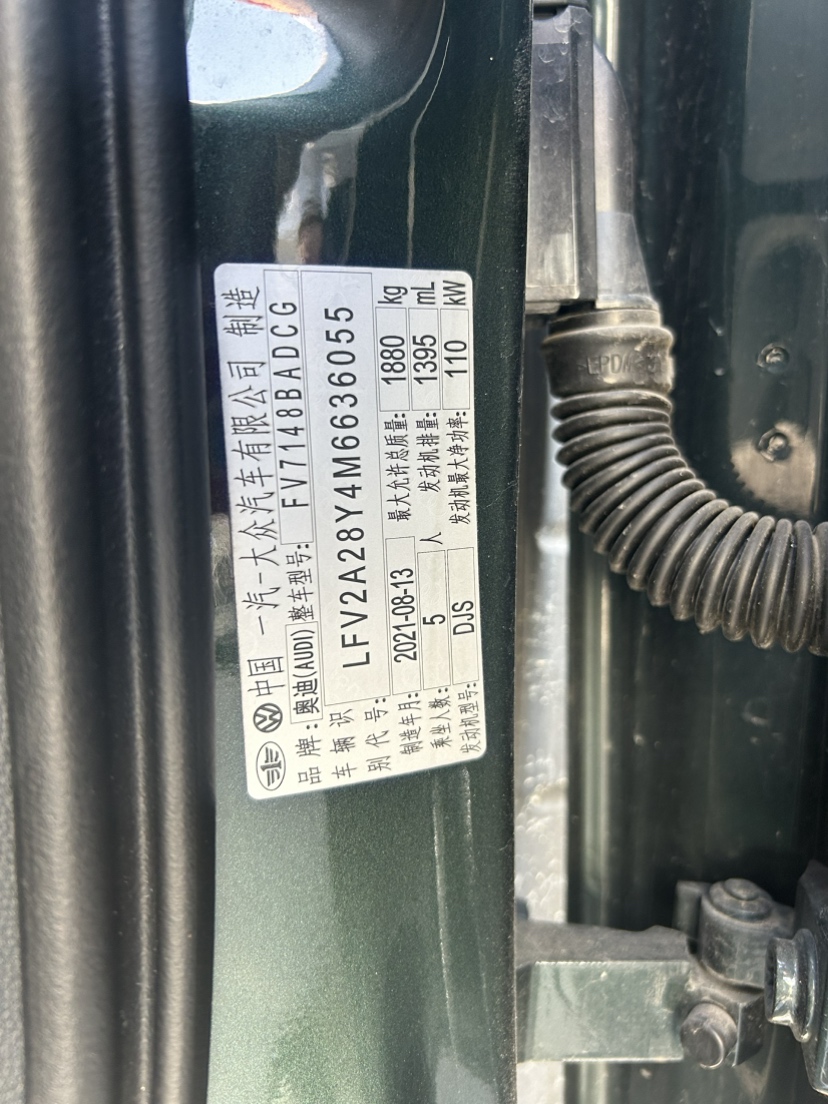 中国 一汽-大众汽车有限公司 制造
品牌: 奥迪(AUDI) 整车型号: FV7148BADCG
车辆识别代号: LFV2A28Y4M6636055
制造年月: 2021-08-13 最大允许总质量: 1880 kg
乘坐人数: 5 人 发动机排量: 1395 mL
发动机型号: DJS 发动机最大净功率: 110 kW